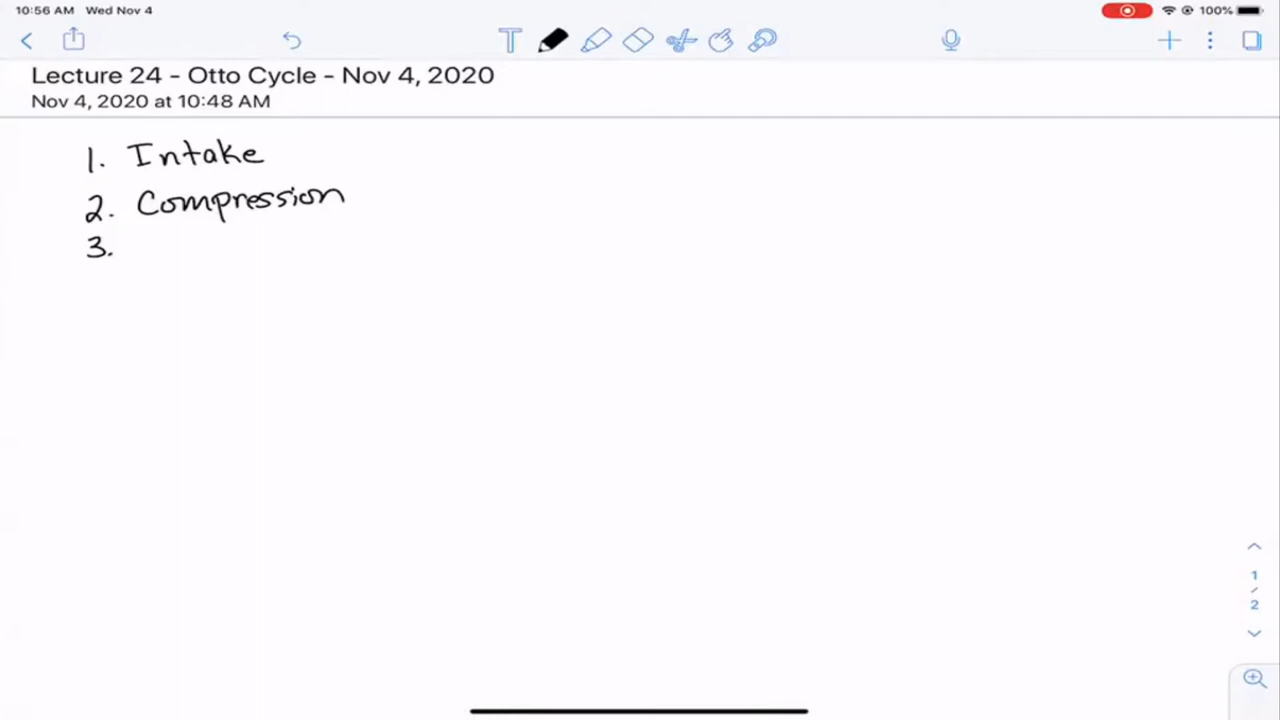 10:56 AM Wed Nov 4 100%
Lecture 24 - Otto Cycle - Nov 4, 2020
Nov 4, 2020 at 10:48 AM
1. Intake
2. Compression
3.
1
/
2